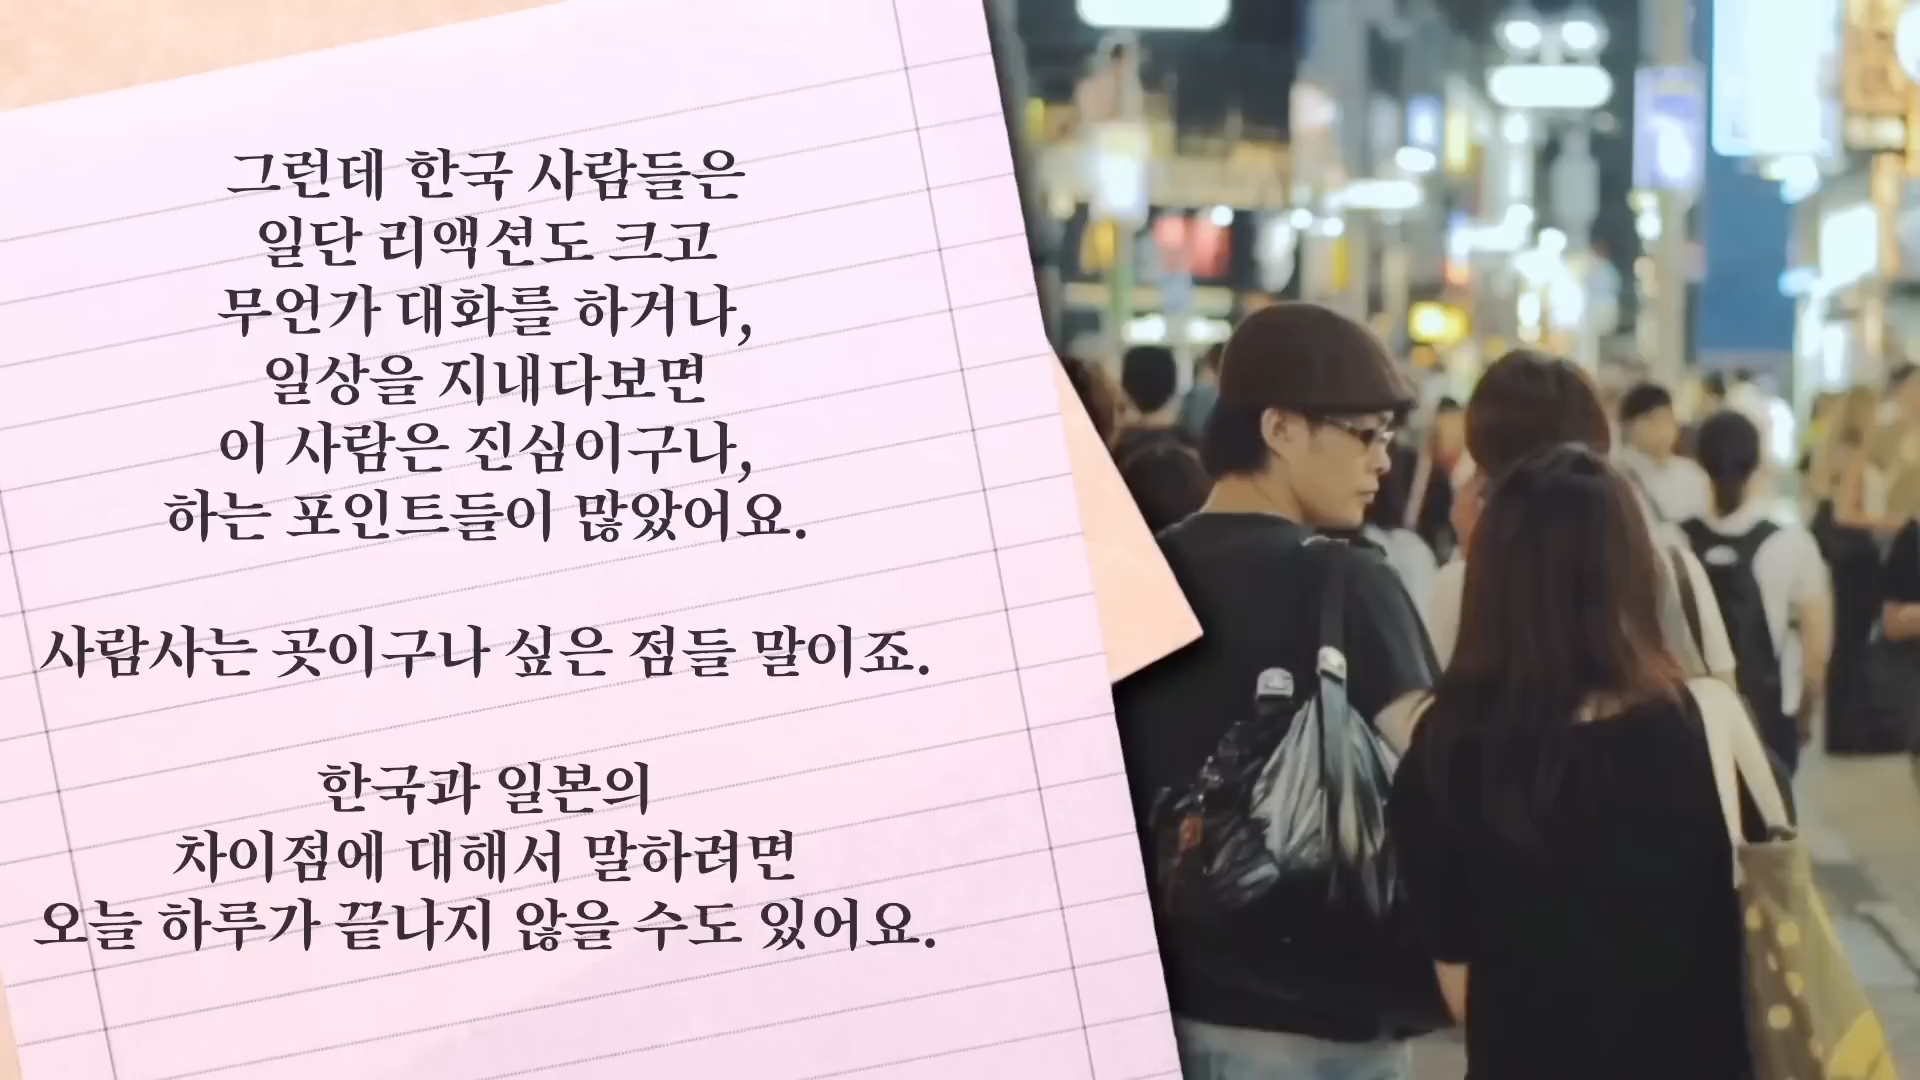 그런데 한국 사람들은
일단 리액션도 크고
무언가 대화를 하거나,
일상을 지내다보면
이 사람은 진심이구나,
하는 포인트들이 많았어요.
사람사는 곳이구나 싶은 점들 말이죠.
한국과 일본의
차이점에 대해서 말하려면
오늘 하루가 끝나지 않을 수도 있어요.